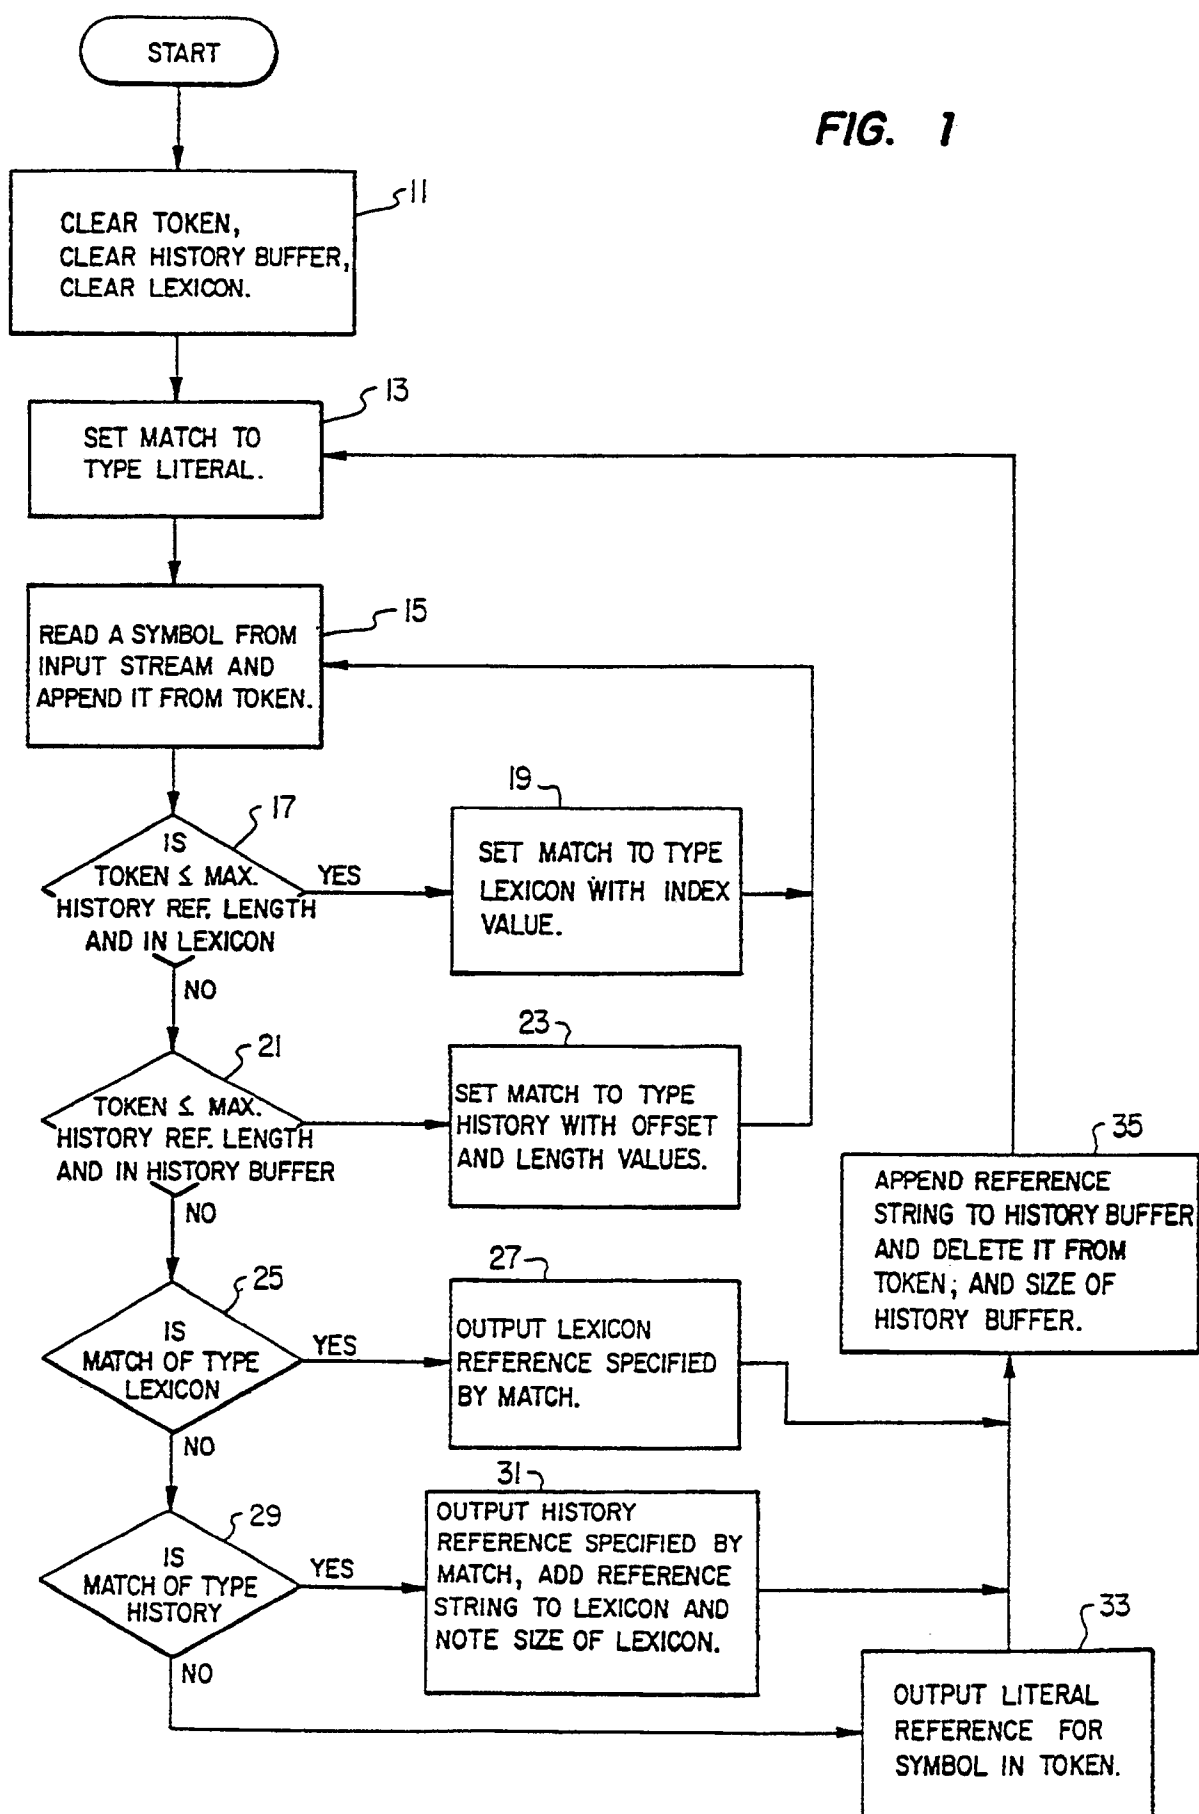 START
FIG. 1
11
CLEAR TOKEN,
CLEAR HISTORY BUFFER,
CLEAR LEXICON.
13
SET MATCH TO
TYPE LITERAL.
15
READ A SYMBOL FROM
INPUT STREAM AND
APPEND IT FROM TOKEN.
17
IS
TOKEN ≤ MAX.
HISTORY REF. LENGTH
AND IN LEXICON
YES
NO
19
SET MATCH TO TYPE
LEXICON WITH INDEX
VALUE.
21
TOKEN ≤ MAX.
HISTORY REF. LENGTH
AND IN HISTORY BUFFER
NO
23
SET MATCH TO TYPE
HISTORY WITH OFFSET
AND LENGTH VALUES.
35
APPEND REFERENCE
STRING TO HISTORY BUFFER
AND DELETE IT FROM
TOKEN; AND SIZE OF
HISTORY BUFFER.
25
IS
MATCH OF TYPE
LEXICON
YES
NO
27
OUTPUT LEXICON
REFERENCE SPECIFIED
BY MATCH.
29
IS
MATCH OF TYPE
HISTORY
YES
NO
31
OUTPUT HISTORY
REFERENCE SPECIFIED BY
MATCH, ADD REFERENCE
STRING TO LEXICON AND
NOTE SIZE OF LEXICON.
33
OUTPUT LITERAL
REFERENCE FOR
SYMBOL IN TOKEN.